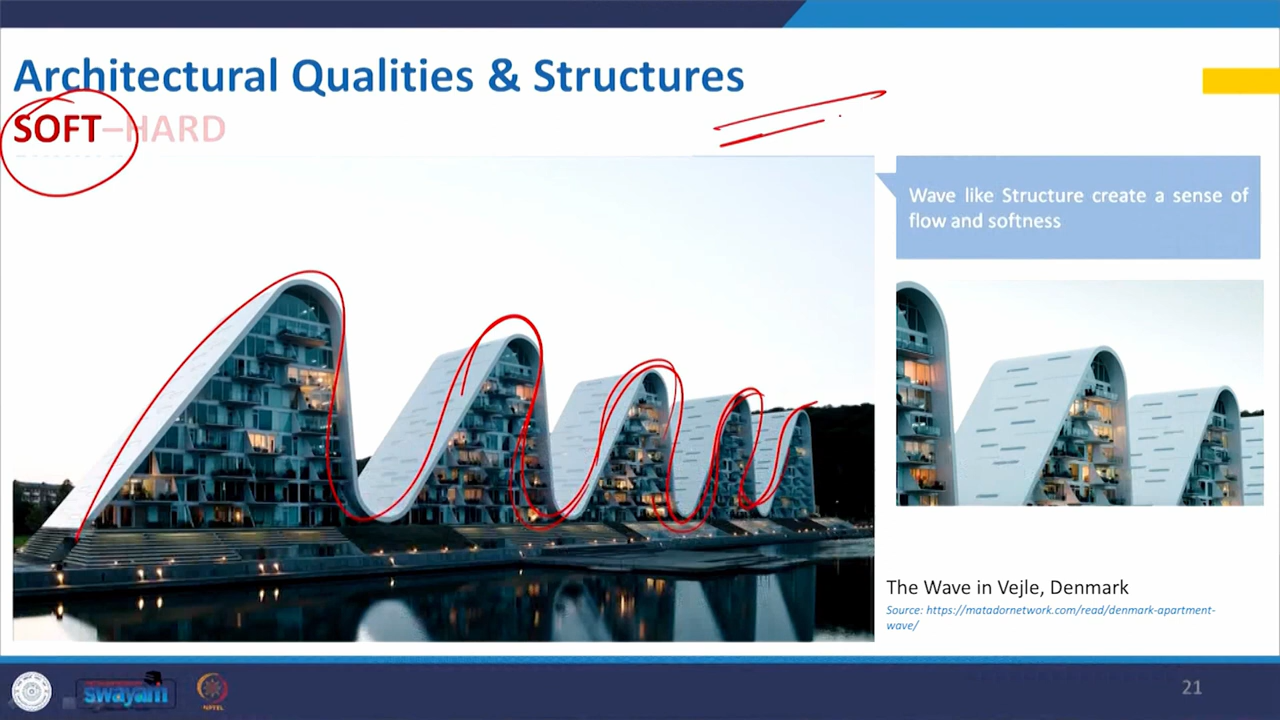 Architectural Qualities & Structures
SOFT–HARD
Wave like Structure create a sense of
flow and softness
The Wave in Vejle, Denmark
Source: https://matadornetwork.com/read/denmark-apartment-
wave/
swayam
NPTEL
21